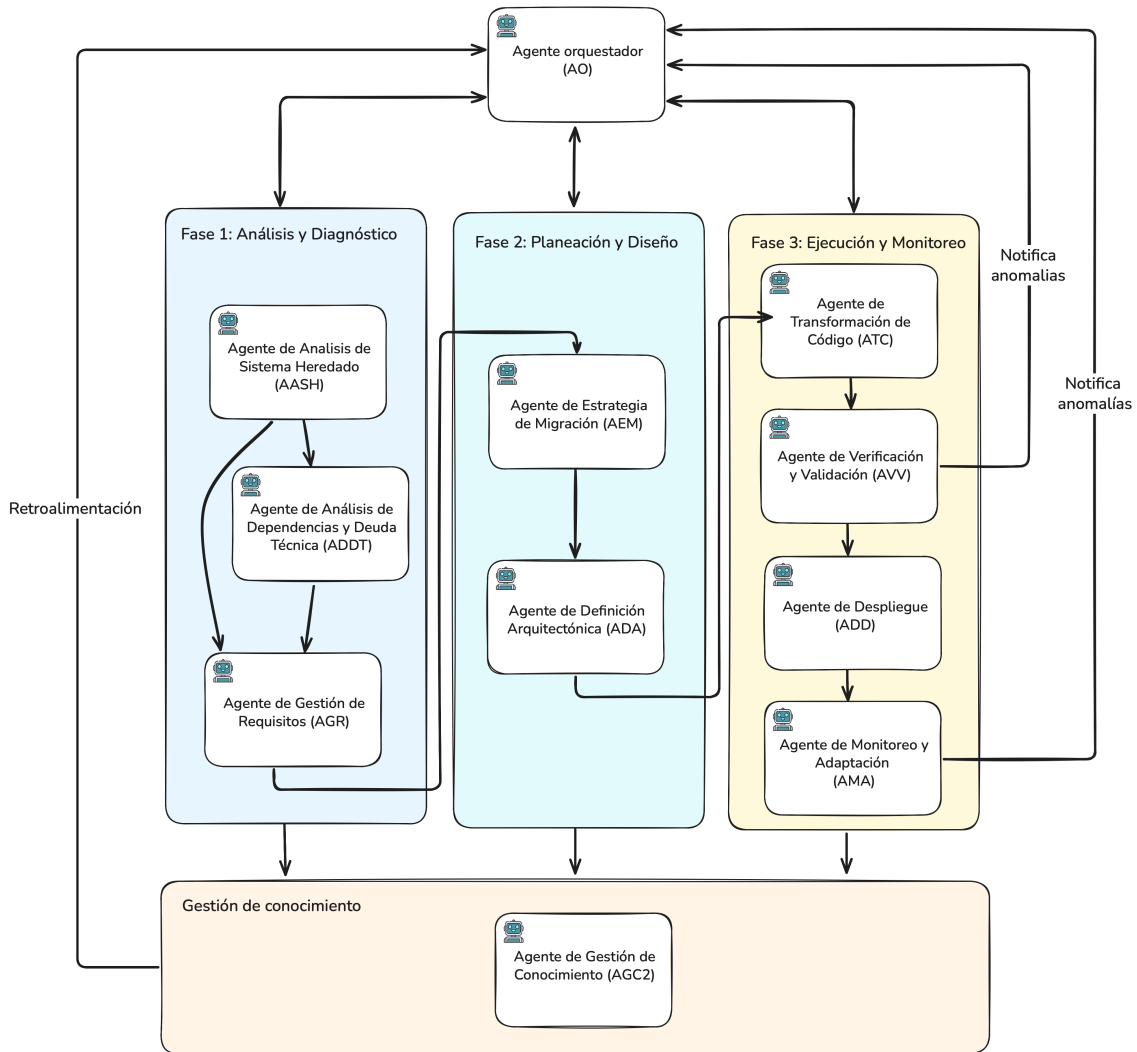 Agente orquestador
(AO)
Fase 1: Análisis y Diagnóstico
Fase 2: Planeación y Diseño
Fase 3: Ejecución y Monitoreo
Notifica
anomalias
Agente de
Transformación de
Código (ATC)
Agente de Analisis de
Sistema Heredado
(AASH)
Agente de Estrategia
de Migración (AEM)
Notifica
anomalías
Agente de Verificación
y Validación (AVV)
Retroalimentación
Agente de Análisis de
Dependencias y Deuda
Técnica (ADDT)
Agente de Definición
Arquitectónica (ADA)
Agente de Despliegue
(ADD)
Agente de Gestión de
Requisitos (AGR)
Agente de Monitoreo y
Adaptación
(AMA)
Gestión de conocimiento
Agente de Gestión de
Conocimiento (AGC2)